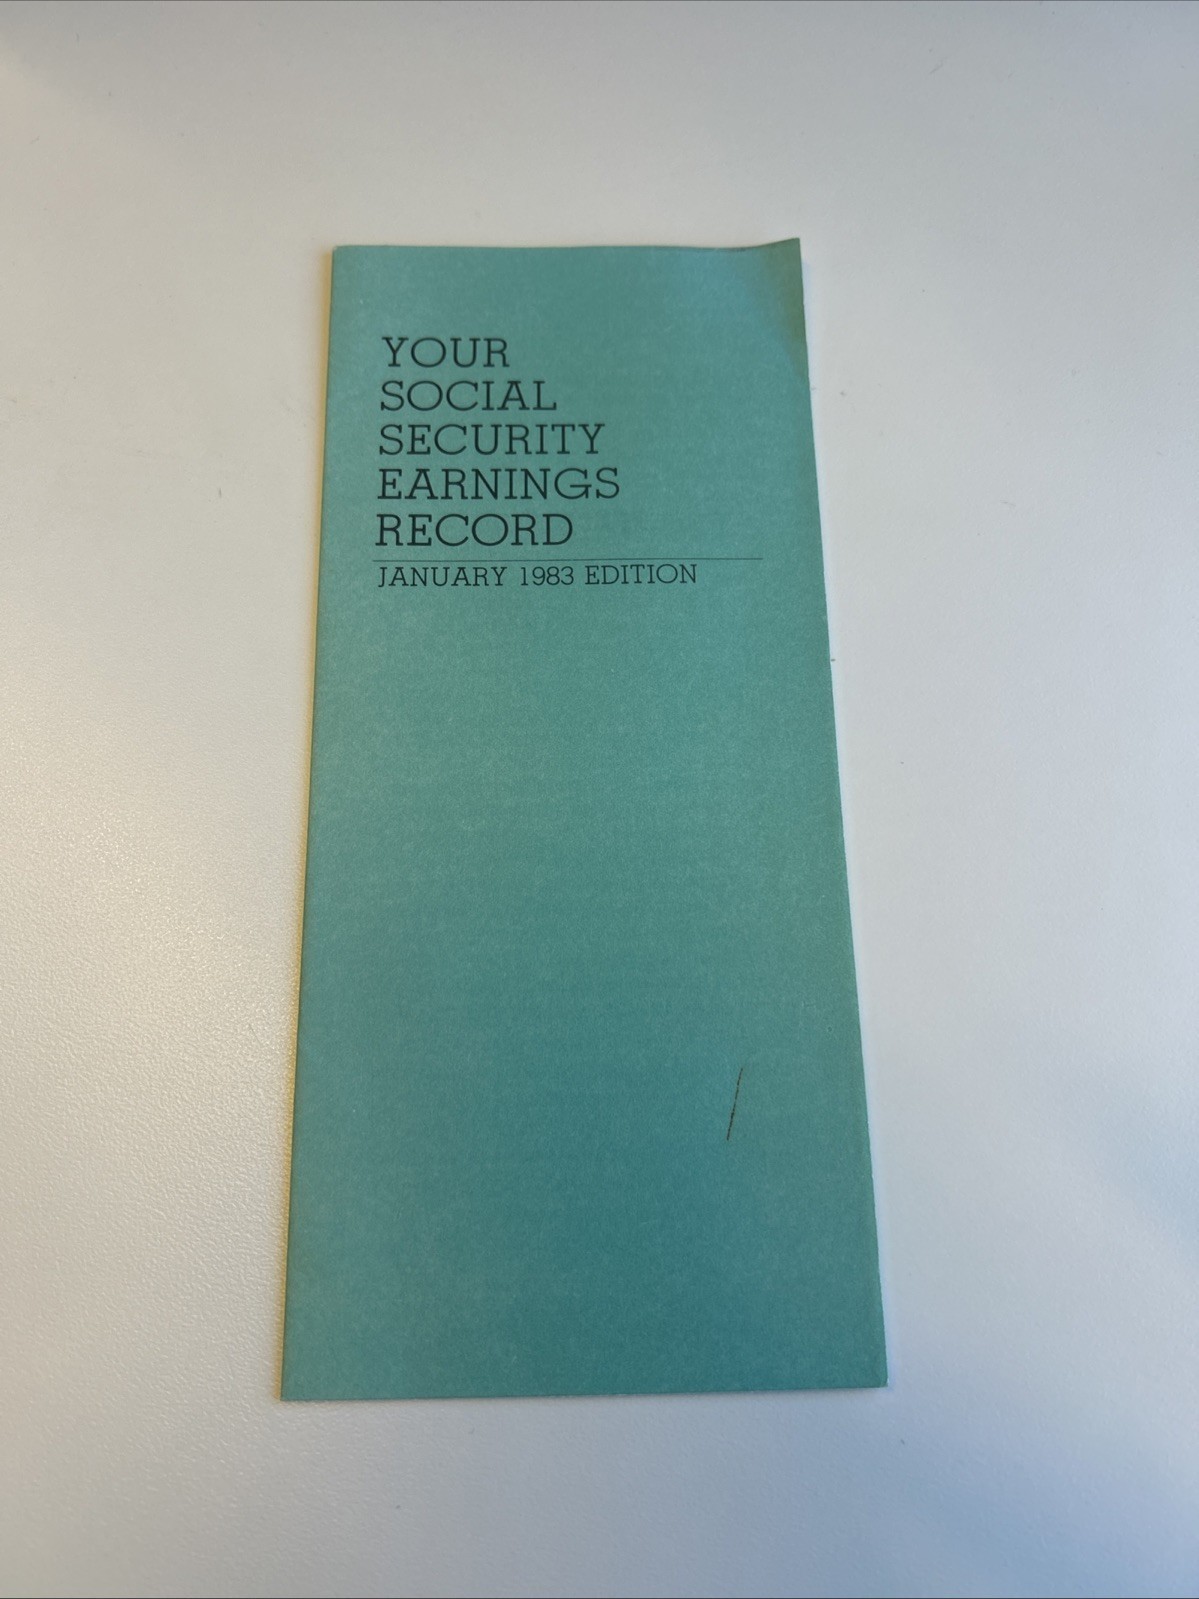 YOUR
SOCIAL
SECURITY
EARNINGS
RECORD
JANUARY 1983 EDITION